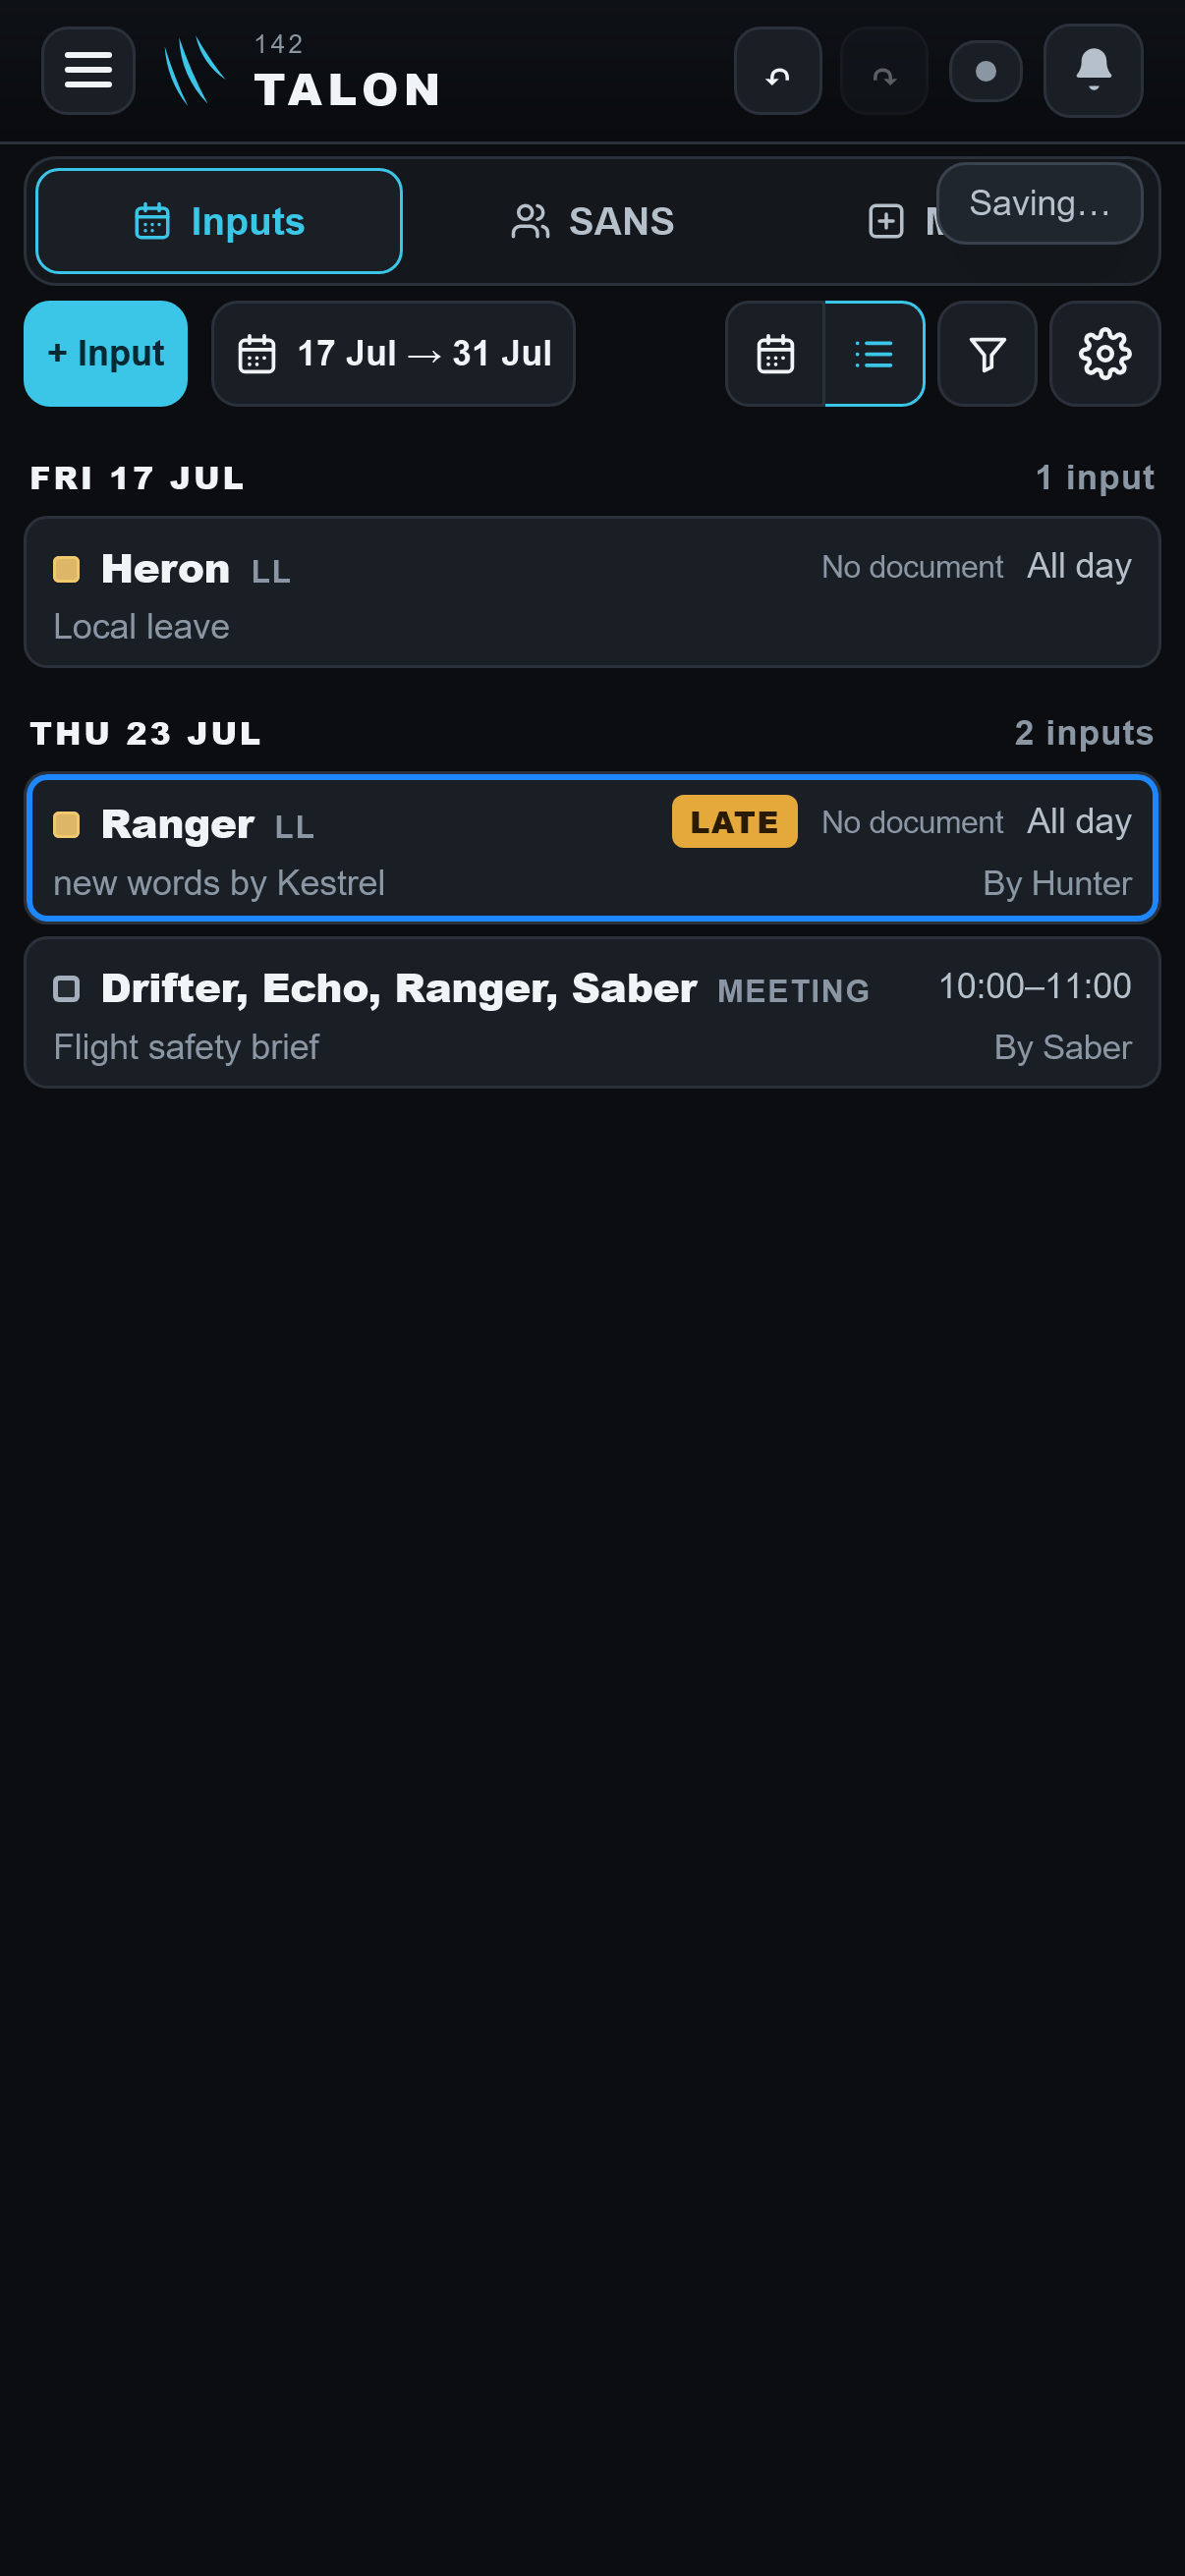 142
TALON
Inputs
SANS
Saving…
+ Input
17 Jul → 31 Jul
FRI 17 JUL
1 input
Heron LL
No document All day
Local leave
THU 23 JUL
2 inputs
Ranger LL
LATE No document All day
new words by Kestrel
By Hunter
Drifter, Echo, Ranger, Saber MEETING
10:00–11:00
Flight safety brief
By Saber